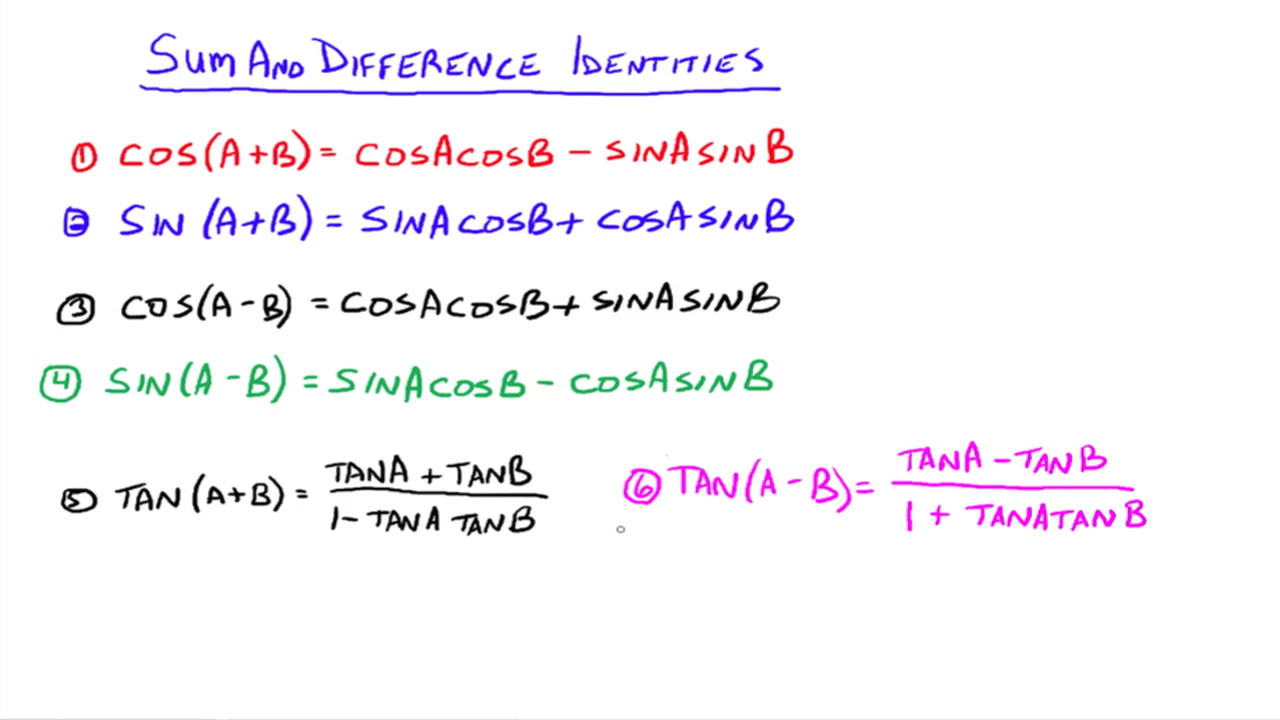 SUM AND DIFFERENCE IDENTITIES
① COS(A+B) = COSACOSB - SINASINB
② SIN (A+B) = SINACOSB + COSASINB
③ COS(A-B) = COSACOSB + SINASINB
④ SIN(A-B) = SINACOSB - COSASINB
⑤ TAN (A+B) = TANA + TANB / 1 - TANA TANB
⑥ TAN(A-B) = TANA - TANB / 1 + TANATANB